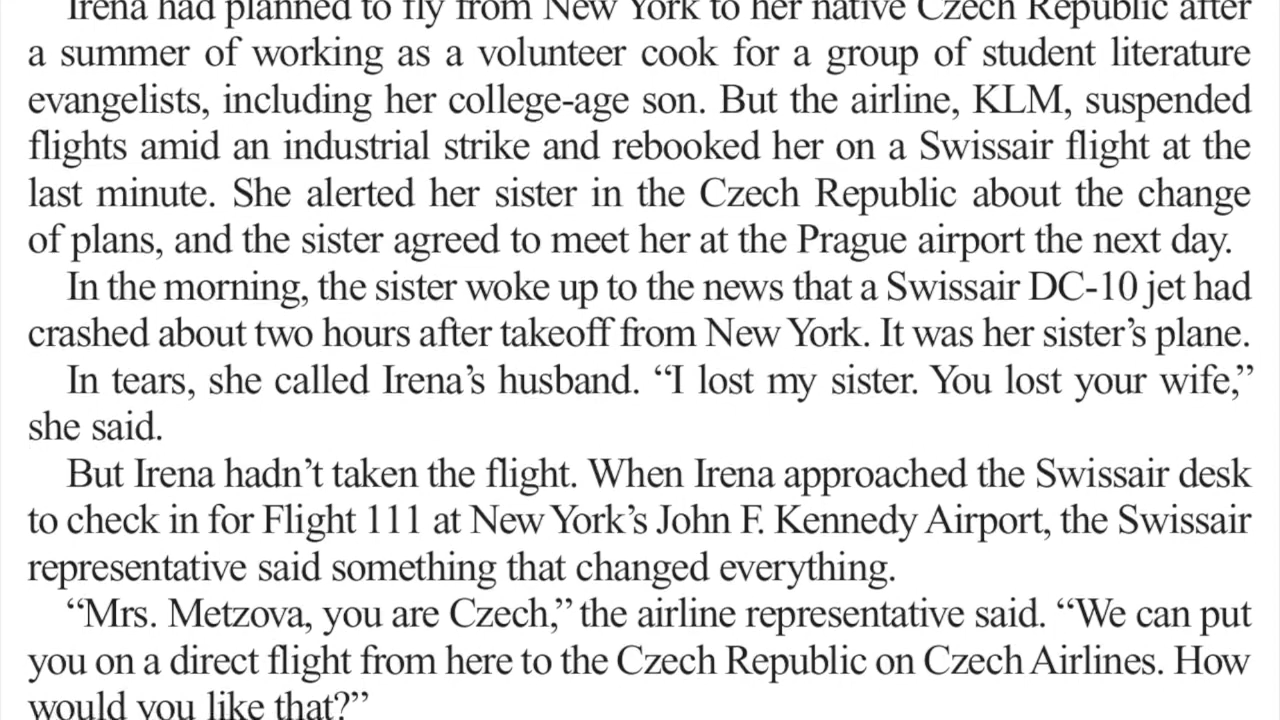 Irena had planned to fly from New York to her native Czech Republic after
a summer of working as a volunteer cook for a group of student literature
evangelists, including her college-age son. But the airline, KLM, suspended
flights amid an industrial strike and rebooked her on a Swissair flight at the
last minute. She alerted her sister in the Czech Republic about the change
of plans, and the sister agreed to meet her at the Prague airport the next day.
In the morning, the sister woke up to the news that a Swissair DC-10 jet had
crashed about two hours after takeoff from New York. It was her sister’s plane.
In tears, she called Irena’s husband. “I lost my sister. You lost your wife,”
she said.
But Irena hadn’t taken the flight. When Irena approached the Swissair desk
to check in for Flight 111 at New York’s John F. Kennedy Airport, the Swissair
representative said something that changed everything.
“Mrs. Metzova, you are Czech,” the airline representative said. “We can put
you on a direct flight from here to the Czech Republic on Czech Airlines. How
would you like that?”